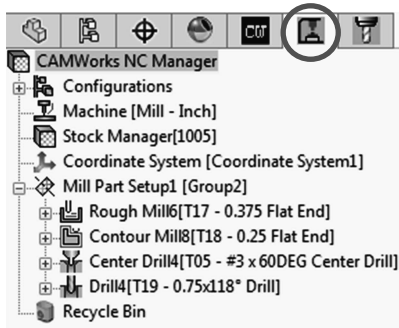 CAMWorks NC Manager
Configurations
Machine [Mill - Inch]
Stock Manager[1005]
Coordinate System [Coordinate System1]
Mill Part Setup1 [Group2]
Rough Mill6[T17 - 0.375 Flat End]
Contour Mill8[T18 - 0.25 Flat End]
Center Drill4[T05 - #3 x 60DEG Center Drill]
Drill4[T19 - 0.75x118° Drill]
Recycle Bin